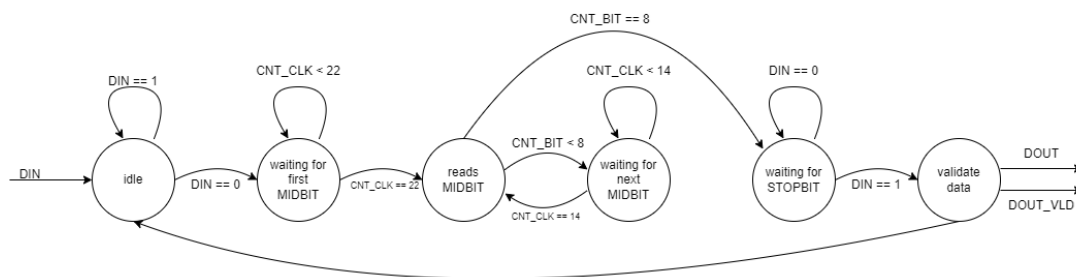 CNT_BIT == 8
DIN == 1
CNT_CLK < 22
CNT_CLK < 14
DIN == 0
DIN
idle
DIN == 0
waiting for
first
MIDBIT
CNT_CLK == 22
reads
MIDBIT
CNT_BIT < 8
CNT_CLK == 14
waiting for
next
MIDBIT
waiting for
STOPBIT
DIN == 1
validate
data
DOUT
DOUT_VLD